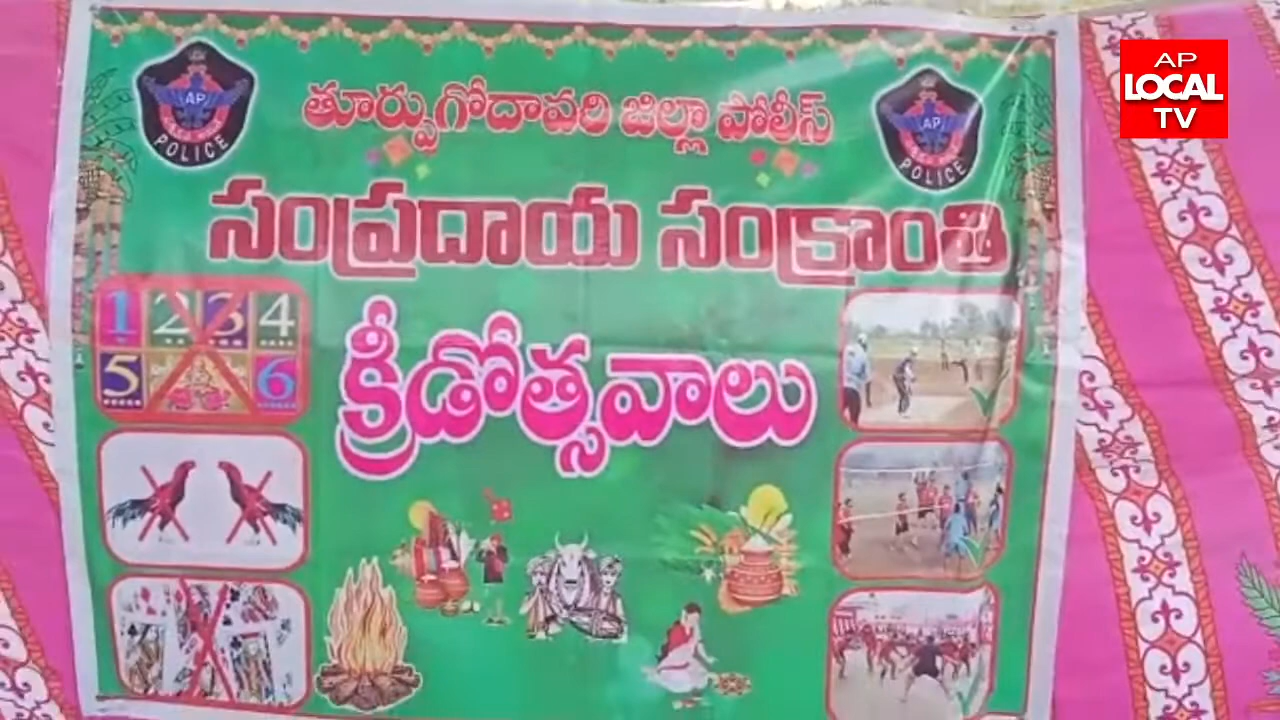 AP
LOCAL
TV
AP
POLICE
AP
POLICE
తూర్పుగోదావరి జిల్లా పోలీస్
సంప్రదాయ సంక్రాంతి
క్రీడోత్సవాలు
1 2 3 4
5 6